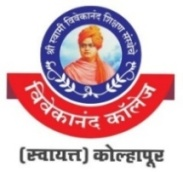 श्री स्वामी विवेकानंद शिक्षण संस्थेचे
विवेकानंद कॉलेज
(स्वायत्त) कोल्हापूर